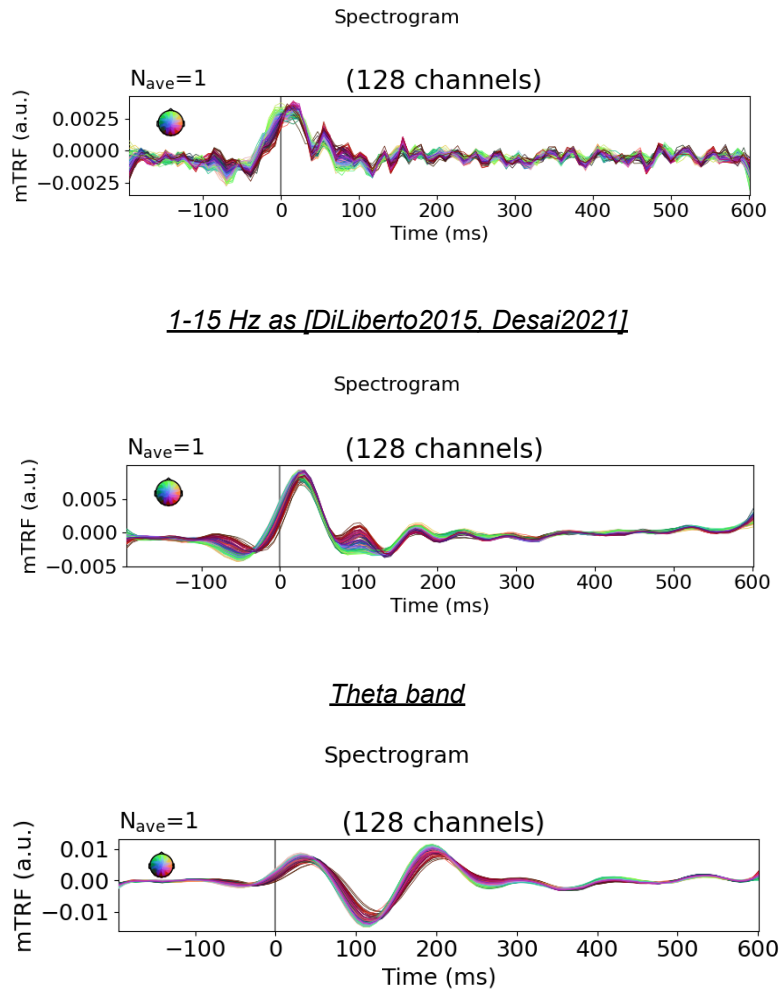 Spectrogram
Nave=1 (128 channels)
mTRF (a.u.)
0.0025
0.0000
−0.0025
−100 0 100 200 300 400 500 600
Time (ms)
1-15 Hz as [DiLiberto2015, Desai2021]
Spectrogram
Nave=1 (128 channels)
mTRF (a.u.)
0.005
0.000
−0.005
−100 0 100 200 300 400 500 600
Time (ms)
Theta band
Spectrogram
Nave=1 (128 channels)
mTRF (a.u.)
0.01
0.00
−0.01
−100 0 100 200 300 400 500 600
Time (ms)